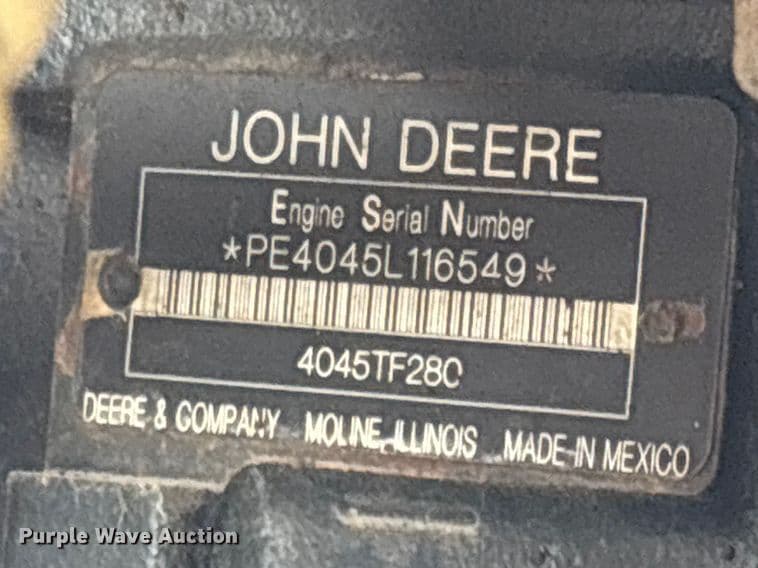 JOHN DEERE
Engine Serial Number
*PE4045L116549*
4045TF280
DEERE & COMPANY MOLINE, ILLINOIS MADE IN MEXICO
Purple Wave Auction